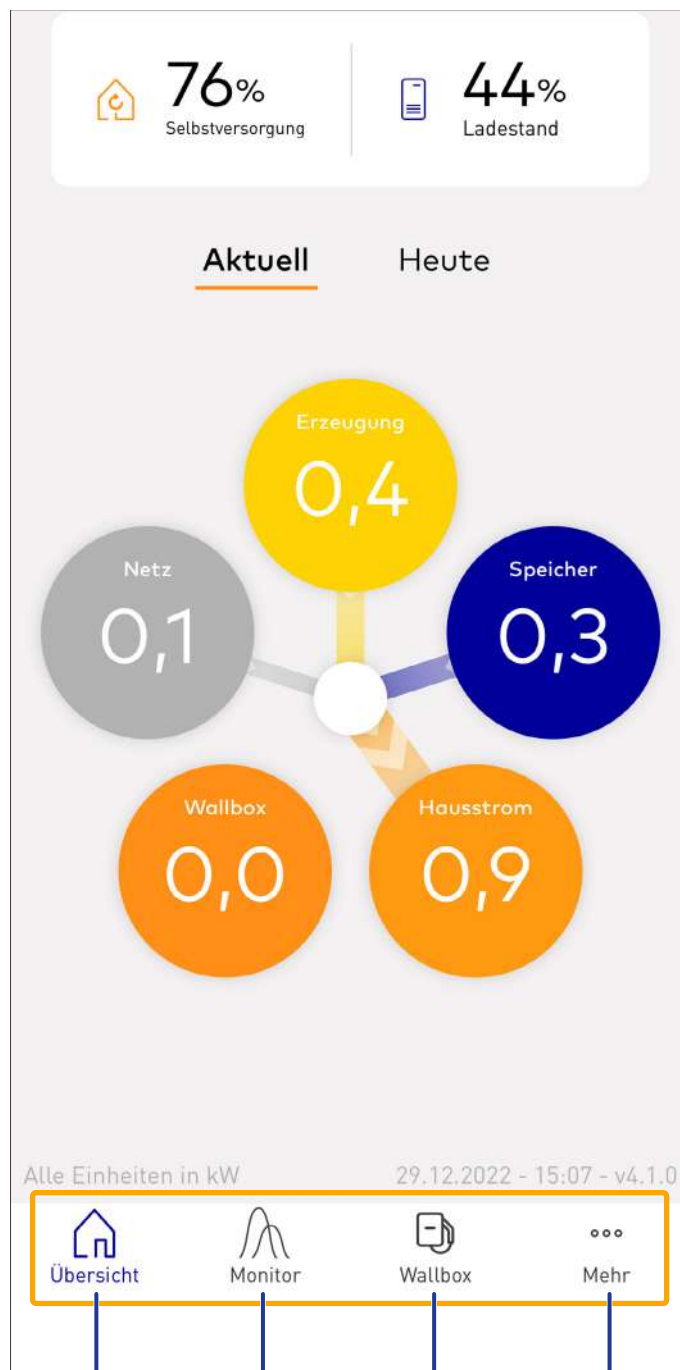 76% 44%
Selbstversorgung Ladestand
Aktuell Heute
Erzeugung
0,4
Netz Speicher
0,1 0,3
Wallbox Hausstrom
0,0 0,9
Alle Einheiten in kW 29.12.2022 - 15:07 - v4.1.0
Übersicht Monitor Wallbox Mehr